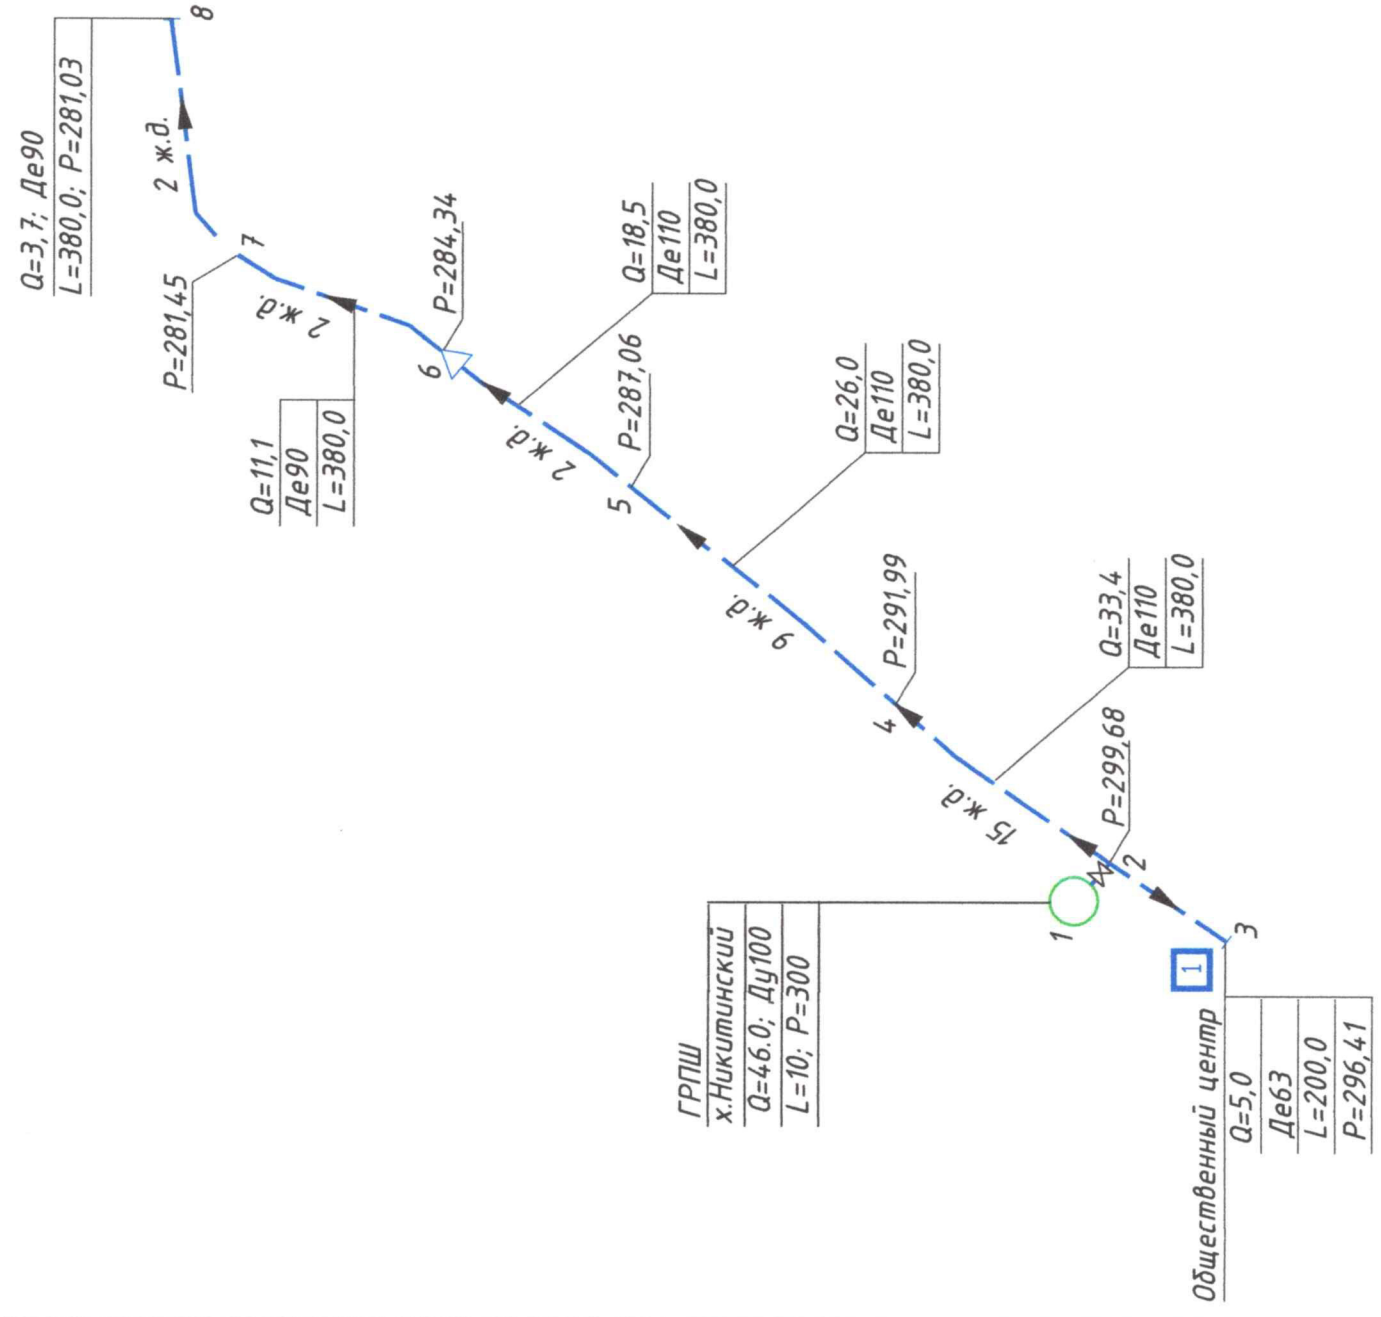 8
Q=3,7; Де90
L=380,0; P=281,03
2 ж.д.
7
P=281,45
2 ж.д.
Q=11,1
Де90
L=380,0
P=284,34
6
Q=18,5
Де110
L=380,0
2 ж.д.
P=287,06
5
Q=26,0
Де110
L=380,0
9 ж.д.
P=291,99
4
Q=33,4
Де110
L=380,0
15 ж.д.
P=299,68
2
1
ГРПШ
х.Никитинский
Q=46.0; Ду100
L=10; P=300
3
1
Общественный центр
Q=5,0
Де63
L=200,0
P=296,41